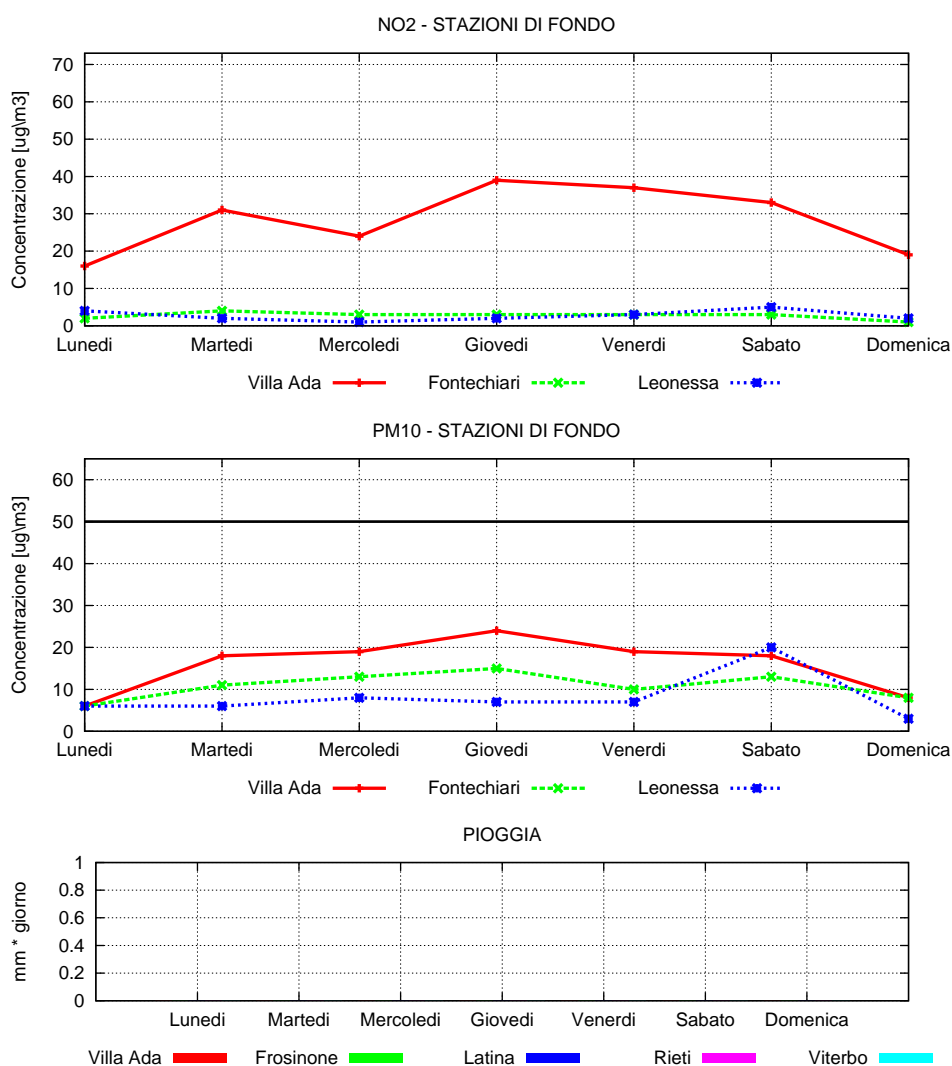 NO2 - STAZIONI DI FONDO
70
60
50
40
30
20
10
0
Concentrazione [ug\m3]
Lunedi Martedi Mercoledi Giovedi Venerdi Sabato Domenica
Villa Ada Fontechiari Leonessa
PM10 - STAZIONI DI FONDO
60
50
40
30
20
10
0
Concentrazione [ug\m3]
Lunedi Martedi Mercoledi Giovedi Venerdi Sabato Domenica
Villa Ada Fontechiari Leonessa
PIOGGIA
1
0.8
0.6
0.4
0.2
0
mm * giorno
Lunedi Martedi Mercoledi Giovedi Venerdi Sabato Domenica
Villa Ada Frosinone Latina Rieti Viterbo